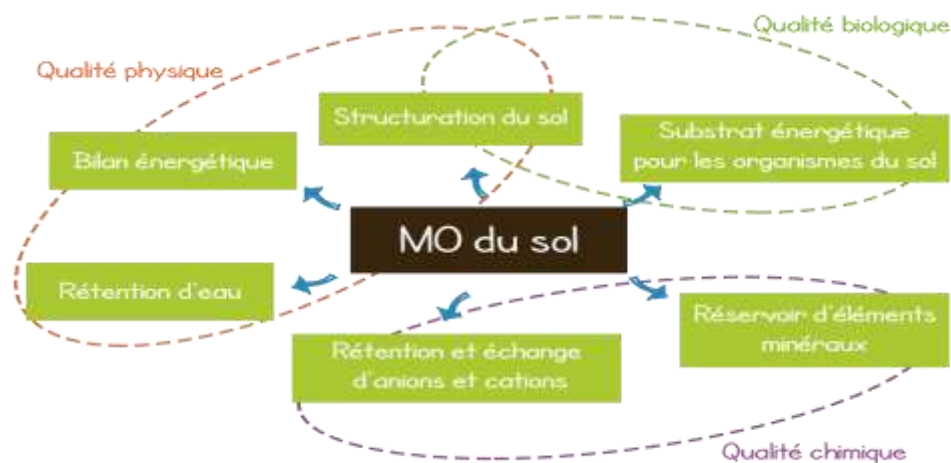 Qualité biologique
Qualité physique
Structuration du sol
Substrat énergétique
pour les organismes du sol
Bilan énergétique
MO du sol
Rétention d'eau
Réservoir d'éléments
minéraux
Rétention et échange
d'anions et cations
Qualité chimique